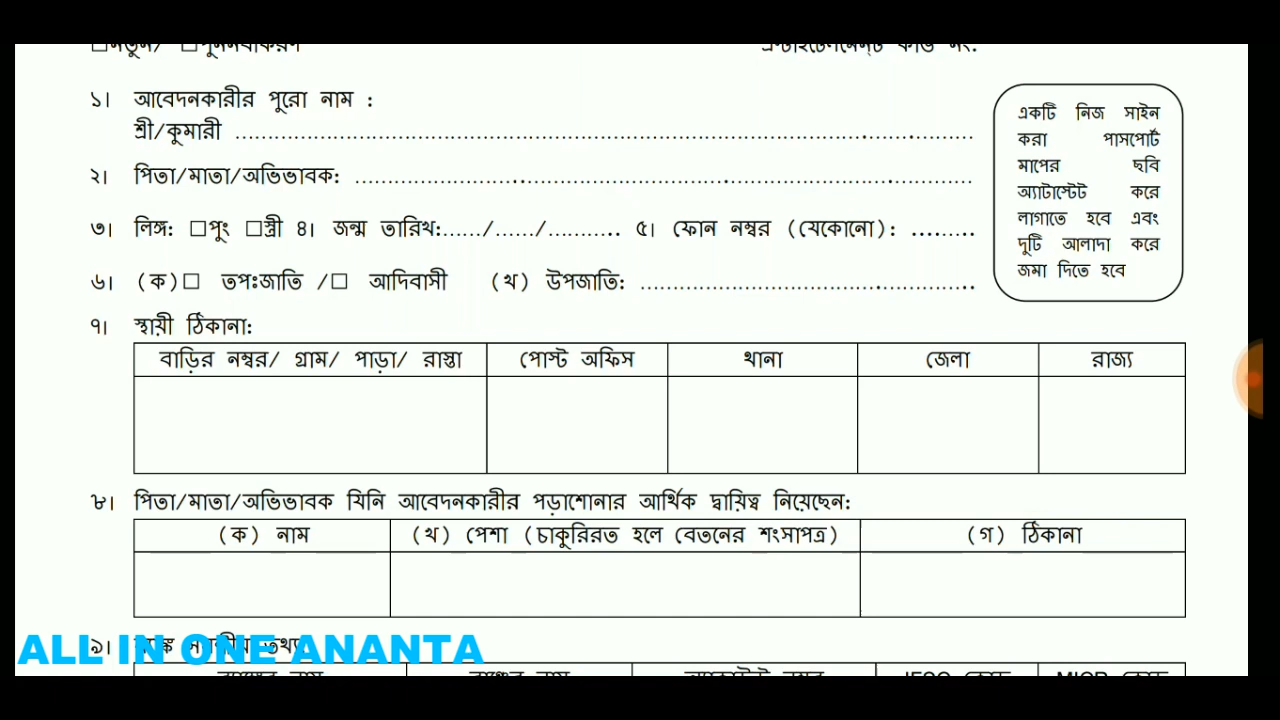 ১। আবেদনকারীর পুরো নাম :
শ্রী/কুমারী ....................................................................................................
একটি নিজ সাইন
করা পাসপোর্ট
মাপের ছবি
অ্যাটাস্টেট করে
লাগাতে হবে এবং
দুটি আলাদা করে
জমা দিতে হবে
২। পিতা/মাতা/অভিভাবক: ....................................................................................
৩। লিঙ্গ: □পুং □স্ত্রী ৪। জন্ম তারিখ:....../....../........... ৫। ফোন নম্বর (যেকোনো): ..........
৬। (ক)□ তপঃজাতি /□ আদিবাসী (খ) উপজাতি: ..................................................
৭। স্থায়ী ঠিকানা:
বাড়ির নম্বর/ গ্রাম/ পাড়া/ রাস্তা পোস্ট অফিস থানা জেলা রাজ্য
৮। পিতা/মাতা/অভিভাবক যিনি আবেদনকারীর পড়াশোনার আর্থিক দ্বায়িত্ব নিয়েছেন:
(ক) নাম (খ) পেশা (চাকুরিরত হলে বেতনের শংসাপত্র) (গ) ঠিকানা
৯।
ALL IN ONE ANANTA